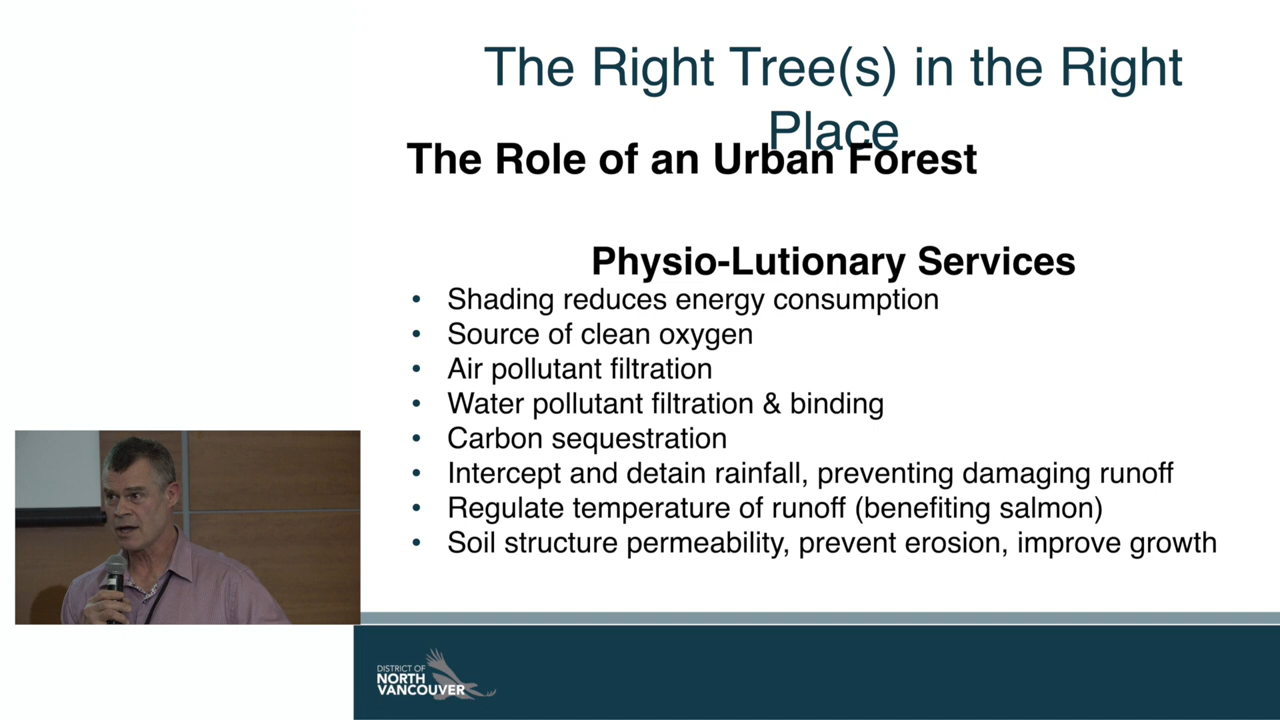 The Right Tree(s) in the Right
Place
The Role of an Urban Forest
Physio-Lutionary Services
• Shading reduces energy consumption
• Source of clean oxygen
• Air pollutant filtration
• Water pollutant filtration & binding
• Carbon sequestration
• Intercept and detain rainfall, preventing damaging runoff
• Regulate temperature of runoff (benefiting salmon)
• Soil structure permeability, prevent erosion, improve growth
DISTRICT OF
NORTH
VANCOUVER